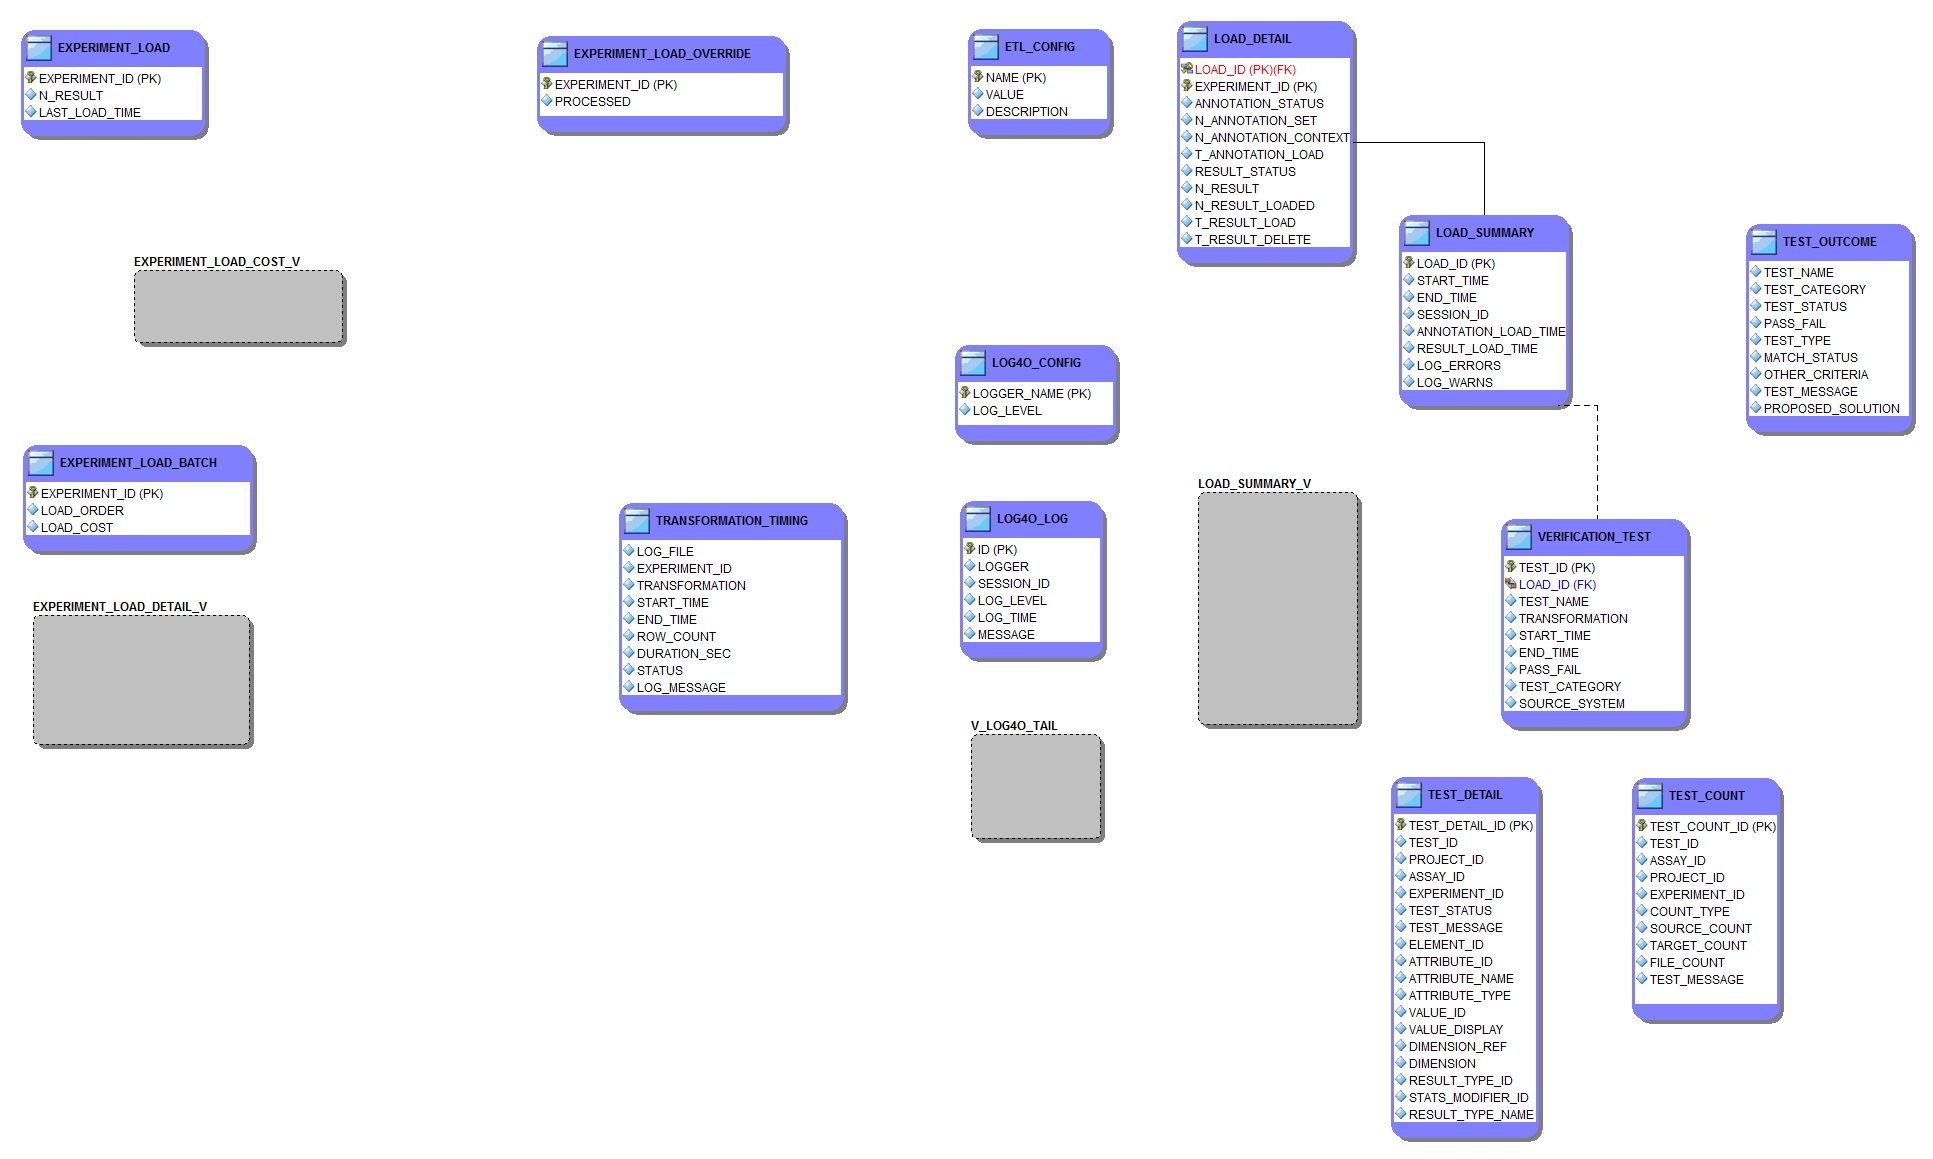 EXPERIMENT_LOAD
EXPERIMENT_ID (PK)
N_RESULT
LAST_LOAD_TIME
EXPERIMENT_LOAD_OVERRIDE
EXPERIMENT_ID (PK)
PROCESSED
ETL_CONFIG
NAME (PK)
VALUE
DESCRIPTION
LOAD_DETAIL
LOAD_ID (PK)(FK)
EXPERIMENT_ID (PK)
ANNOTATION_STATUS
N_ANNOTATION_SET
N_ANNOTATION_CONTEXT
T_ANNOTATION_LOAD
RESULT_STATUS
N_RESULT
N_RESULT_LOADED
T_RESULT_LOAD
T_RESULT_DELETE
LOAD_SUMMARY
LOAD_ID (PK)
START_TIME
END_TIME
SESSION_ID
ANNOTATION_LOAD_TIME
RESULT_LOAD_TIME
LOG_ERRORS
LOG_WARNS
TEST_OUTCOME
TEST_NAME
TEST_CATEGORY
TEST_STATUS
PASS_FAIL
TEST_TYPE
MATCH_STATUS
OTHER_CRITERIA
TEST_MESSAGE
PROPOSED_SOLUTION
EXPERIMENT_LOAD_COST_V
LOG4O_CONFIG
LOGGER_NAME (PK)
LOG_LEVEL
EXPERIMENT_LOAD_BATCH
EXPERIMENT_ID (PK)
LOAD_ORDER
LOAD_COST
EXPERIMENT_LOAD_DETAIL_V
TRANSFORMATION_TIMING
LOG_FILE
EXPERIMENT_ID
TRANSFORMATION
START_TIME
END_TIME
ROW_COUNT
DURATION_SEC
STATUS
LOG_MESSAGE
LOG4O_LOG
ID (PK)
LOGGER
SESSION_ID
LOG_LEVEL
LOG_TIME
MESSAGE
V_LOG4O_TAIL
LOAD_SUMMARY_V
VERIFICATION_TEST
TEST_ID (PK)
LOAD_ID (FK)
TEST_NAME
TRANSFORMATION
START_TIME
END_TIME
PASS_FAIL
TEST_CATEGORY
SOURCE_SYSTEM
TEST_DETAIL
TEST_DETAIL_ID (PK)
TEST_ID
PROJECT_ID
ASSAY_ID
EXPERIMENT_ID
TEST_STATUS
TEST_MESSAGE
ELEMENT_ID
ATTRIBUTE_ID
ATTRIBUTE_NAME
ATTRIBUTE_TYPE
VALUE_ID
VALUE_DISPLAY
DIMENSION_REF
DIMENSION
RESULT_TYPE_ID
STATS_MODIFIER_ID
RESULT_TYPE_NAME
TEST_COUNT
TEST_COUNT_ID (PK)
TEST_ID
ASSAY_ID
PROJECT_ID
EXPERIMENT_ID
COUNT_TYPE
SOURCE_COUNT
TARGET_COUNT
FILE_COUNT
TEST_MESSAGE